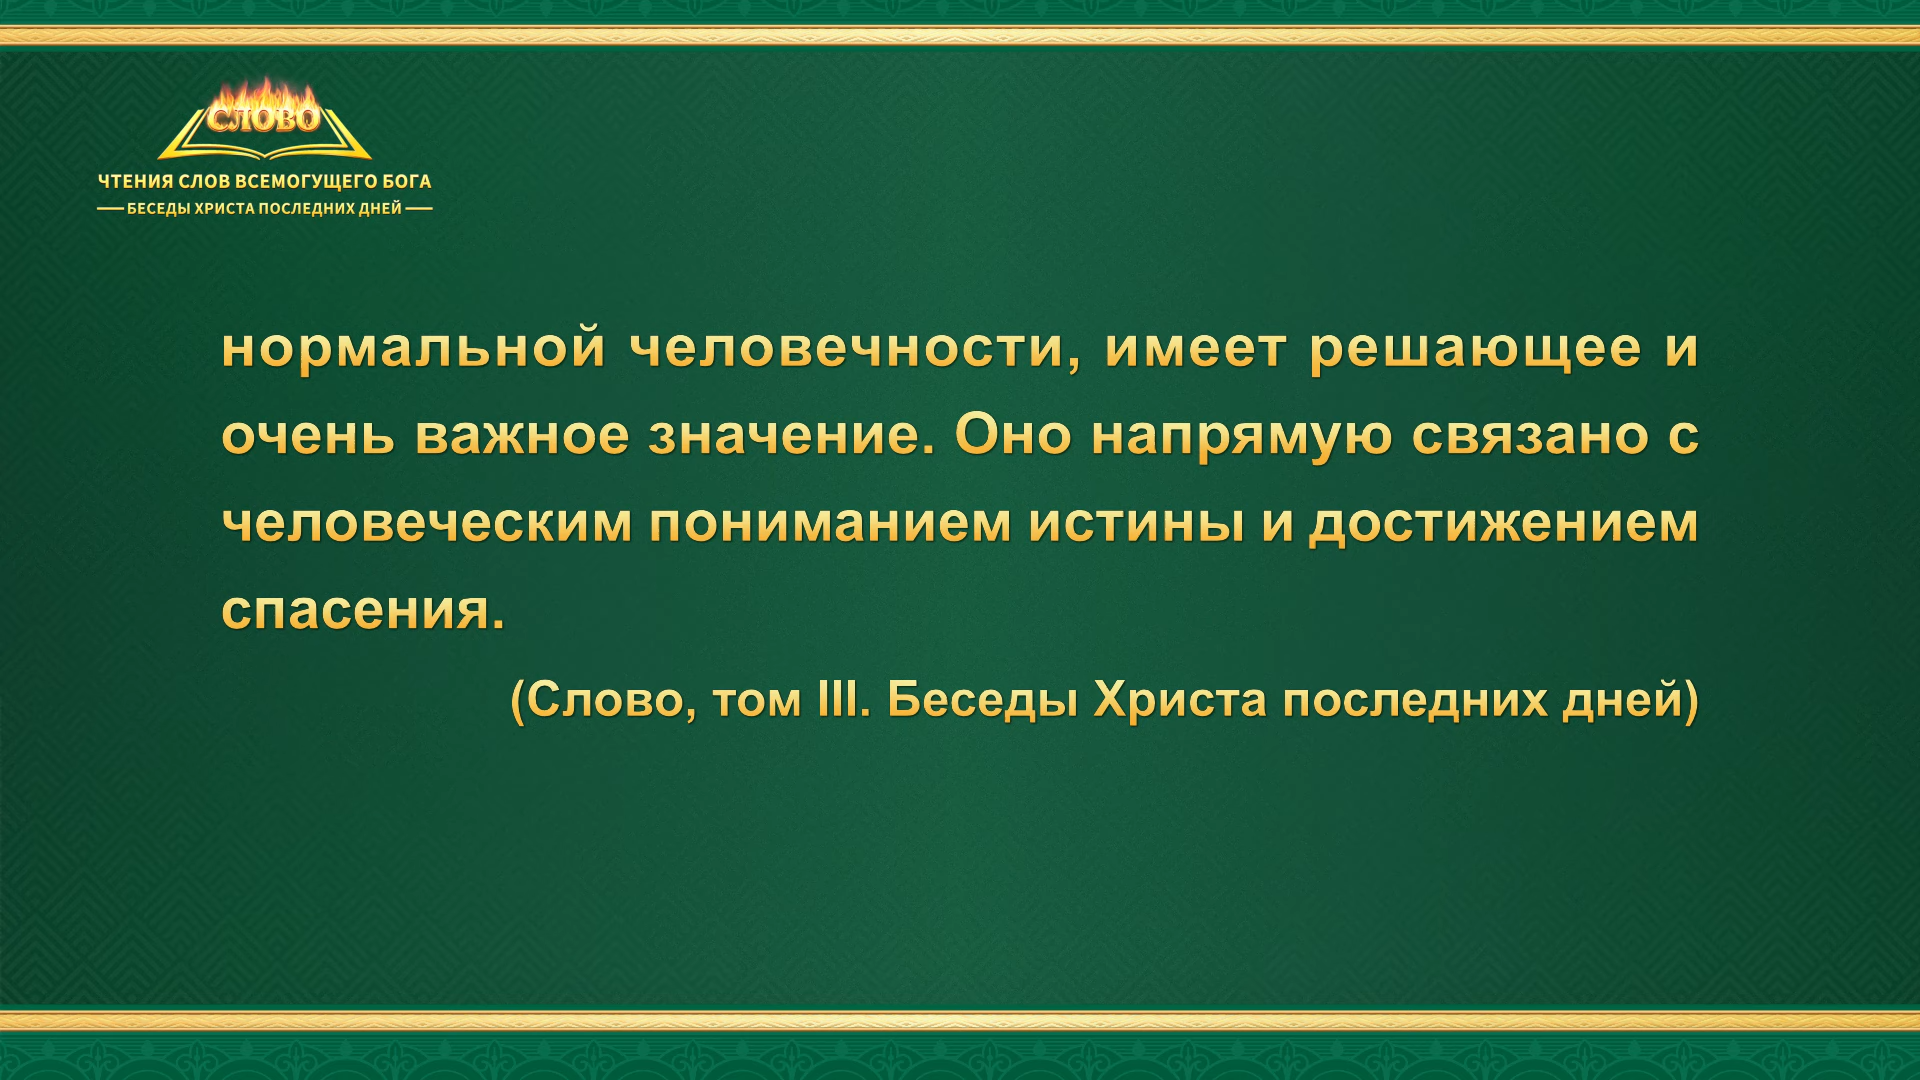 СЛОВО
ЧТЕНИЯ СЛОВ ВСЕМОГУЩЕГО БОГА
БЕСЕДЫ ХРИСТА ПОСЛЕДНИХ ДНЕЙ
нормальной человечности, имеет решающее и
очень важное значение. Оно напрямую связано с
человеческим пониманием истины и достижением
спасения.
(Слово, том III. Беседы Христа последних дней)